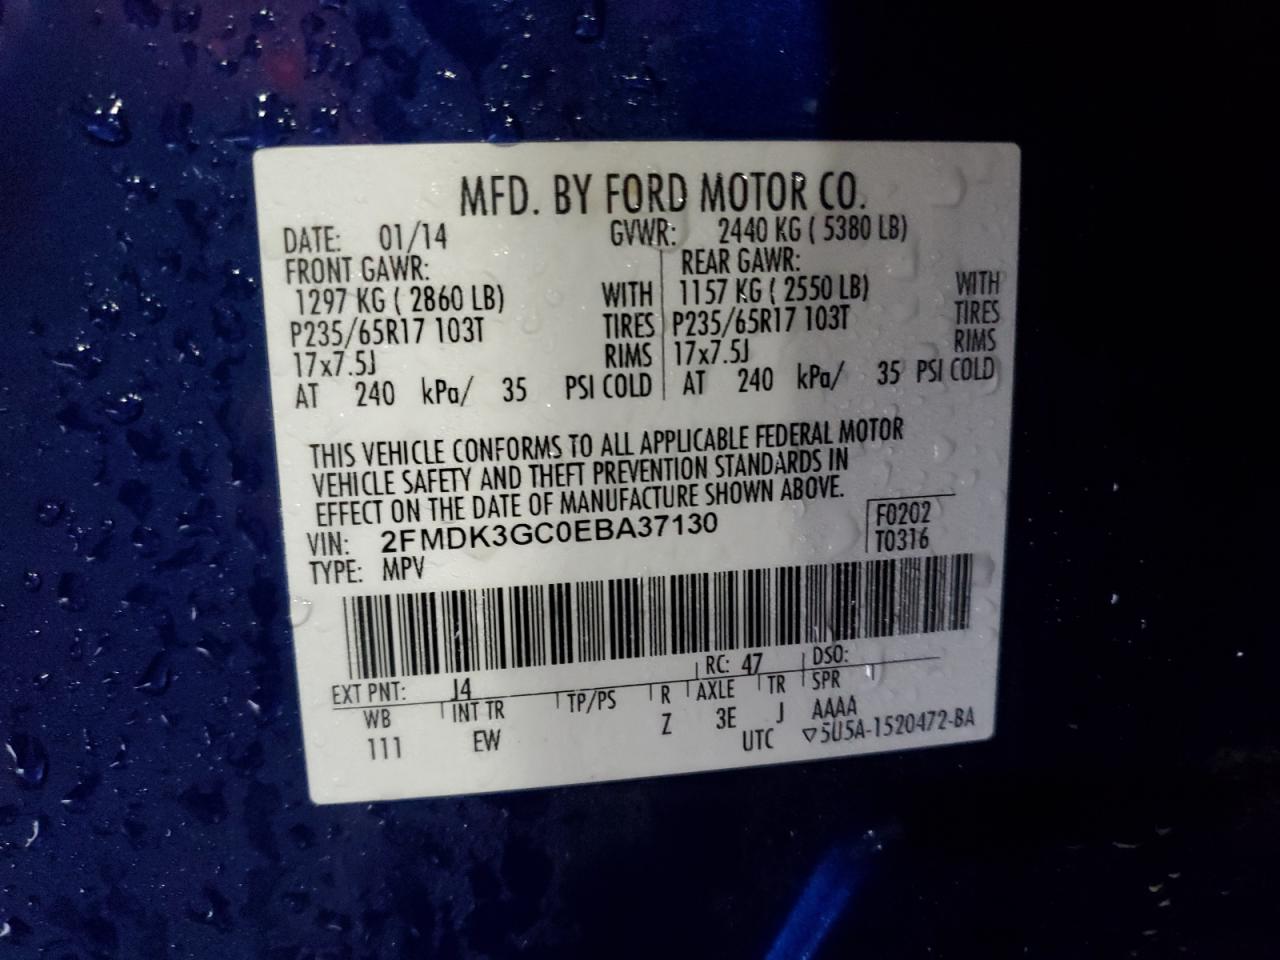 MFD. BY FORD MOTOR CO.
DATE: 01/14 GVWR: 2440 KG ( 5380 LB)
FRONT GAWR: REAR GAWR:
1297 KG ( 2860 LB) WITH 1157 KG ( 2550 LB) WITH
P235/65R17 103T TIRES P235/65R17 103T TIRES
17x7.5J RIMS 17x7.5J RIMS
AT 240 kPa/ 35 PSI COLD AT 240 kPa/ 35 PSI COLD
THIS VEHICLE CONFORMS TO ALL APPLICABLE FEDERAL MOTOR
VEHICLE SAFETY AND THEFT PREVENTION STANDARDS IN
EFFECT ON THE DATE OF MANUFACTURE SHOWN ABOVE.
VIN: 2FMDK3GC0EBA37130 F0202
TYPE: MPV T0316
EXT PNT: J4 RC: 47 DSO:
WB INT TR TP/PS R AXLE TR SPR
111 EW Z 3E J AAAA
UTC ▽5U5A-1520472-BA